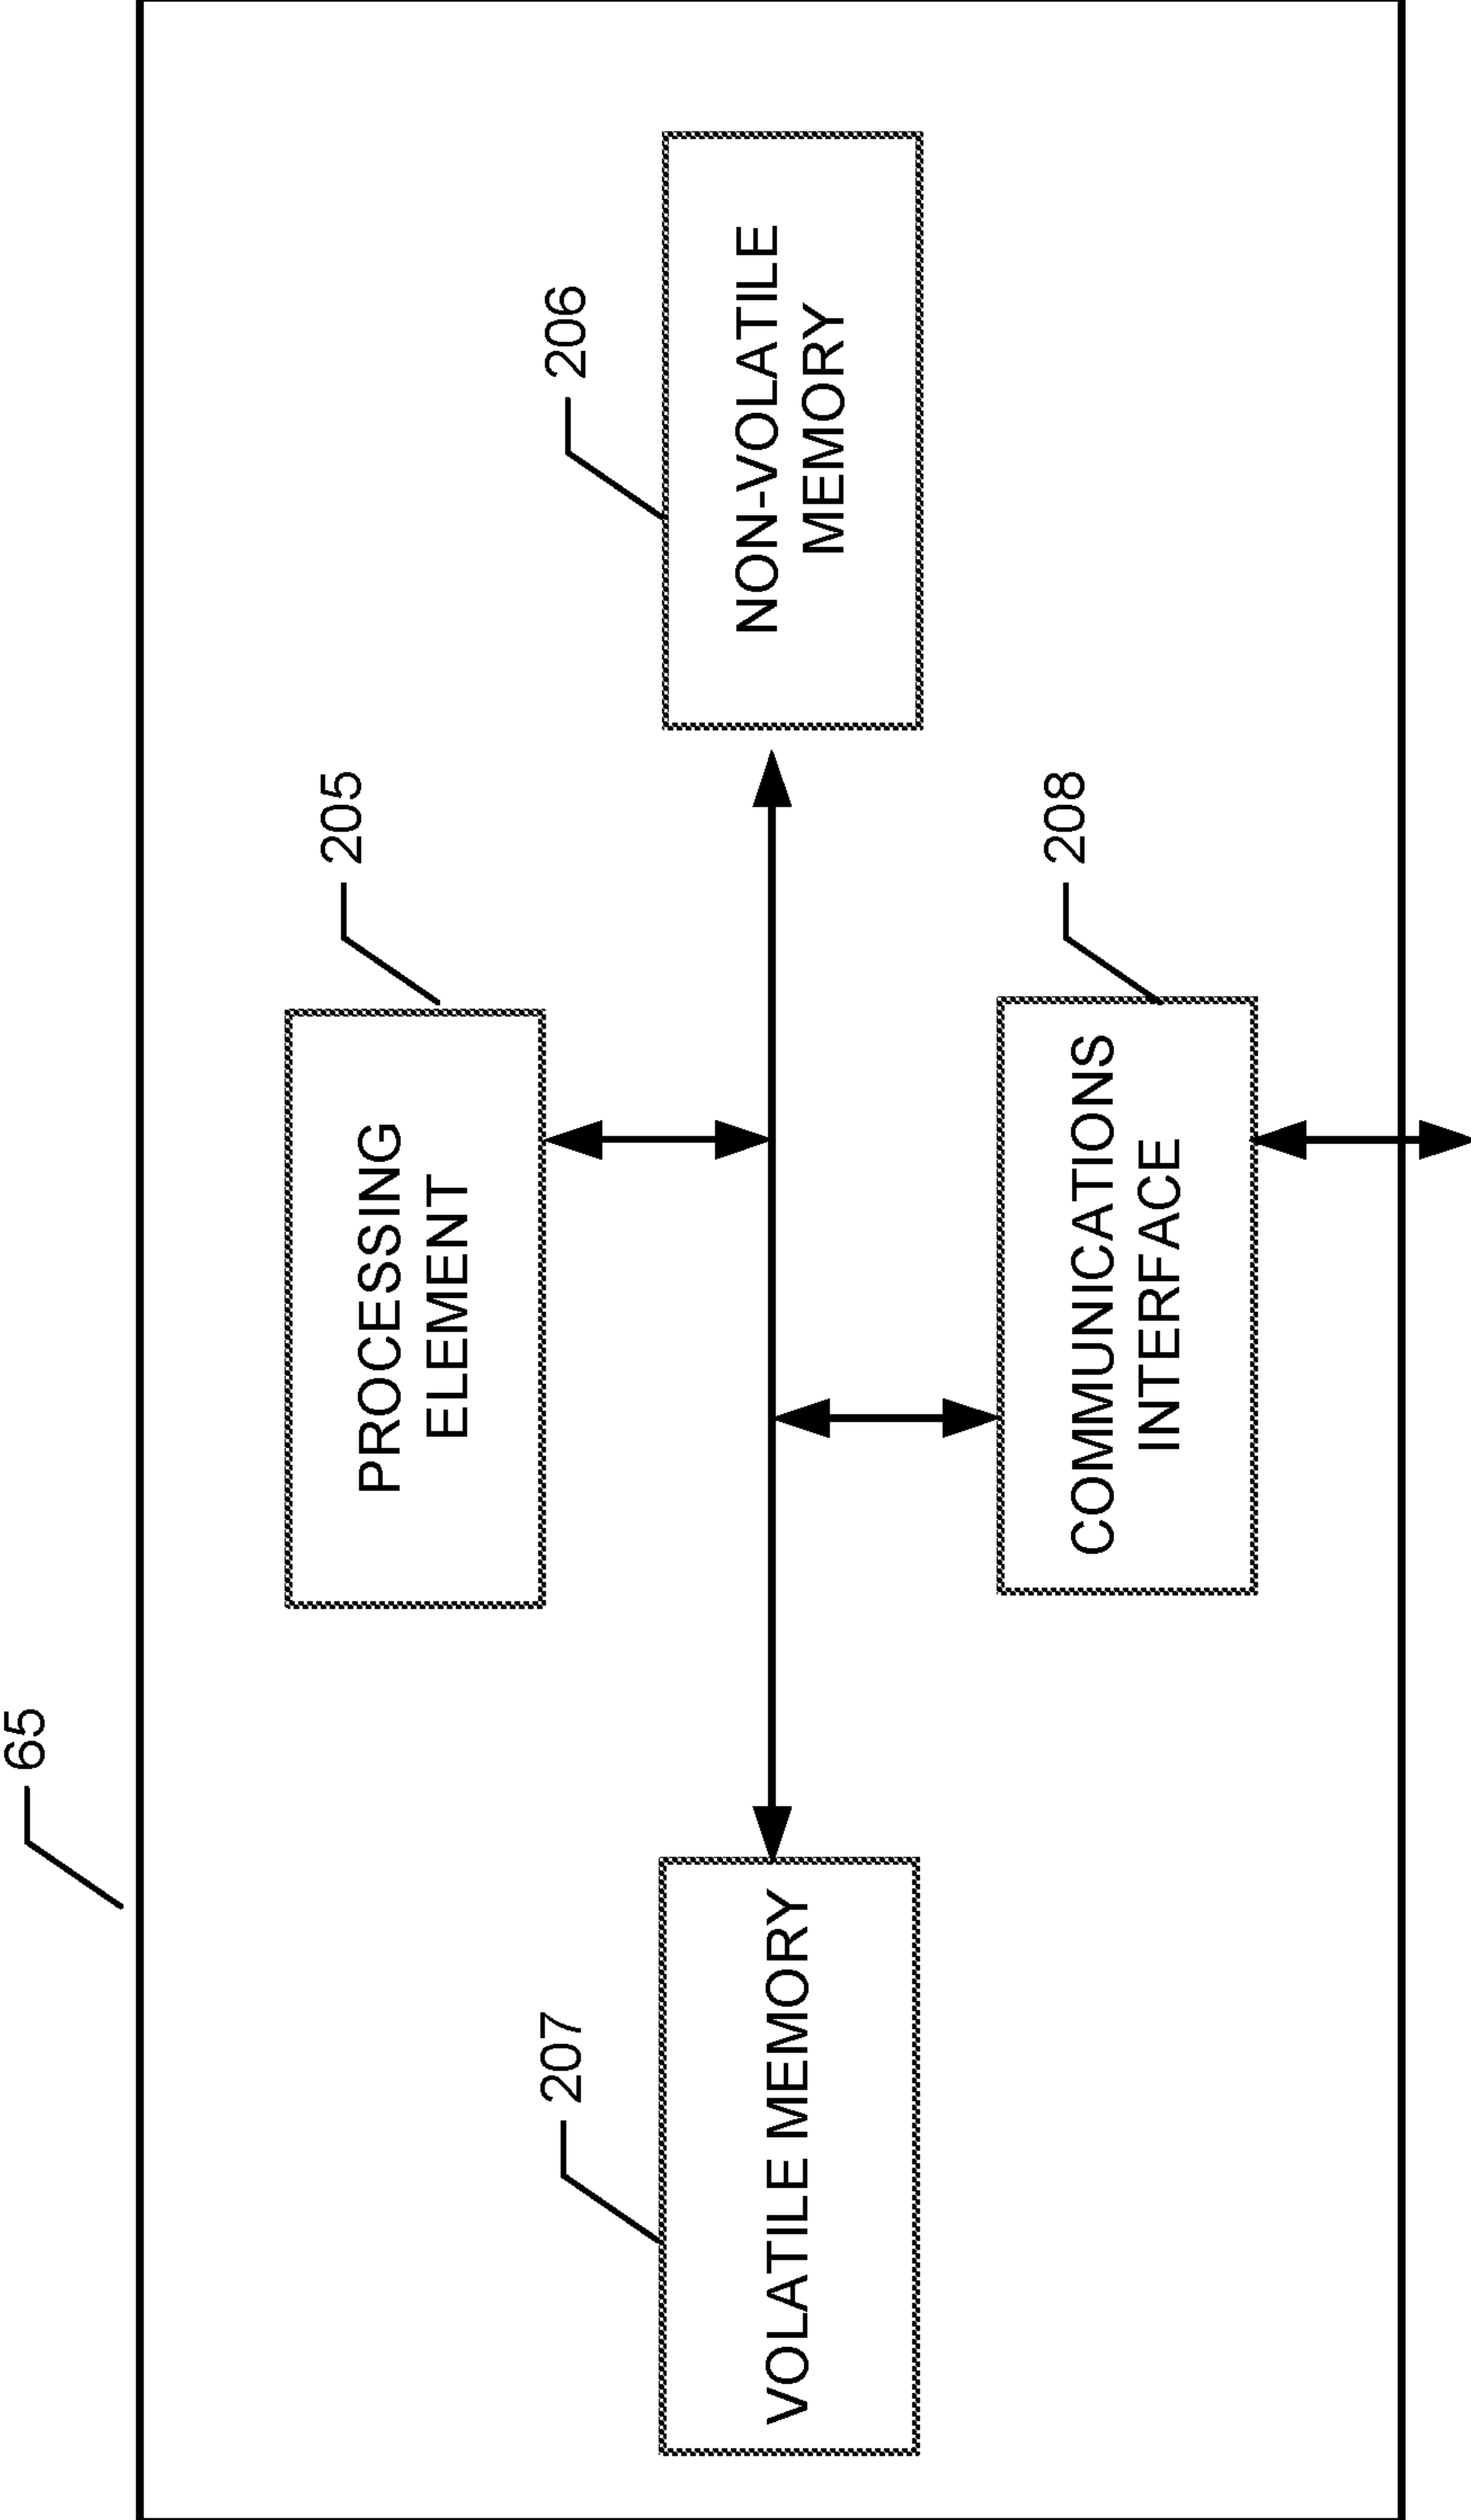 65
205
PROCESSING
ELEMENT
207
VOLATILE MEMORY
206
NON-VOLATILE
MEMORY
208
COMMUNICATIONS
INTERFACE